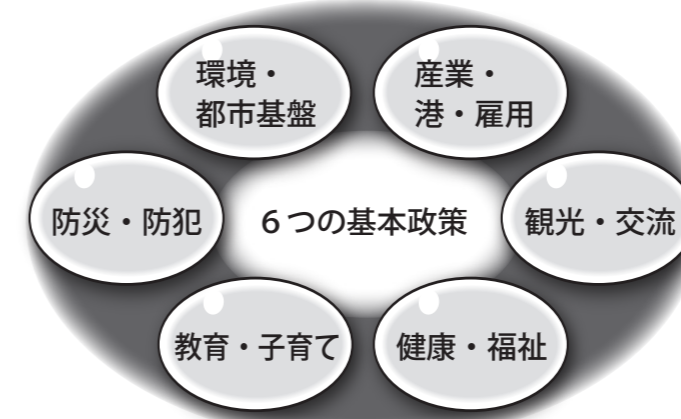 環境・
都市基盤
産業・
港・雇用
防災・防犯
６つの基本政策
観光・交流
教育・子育て
健康・福祉